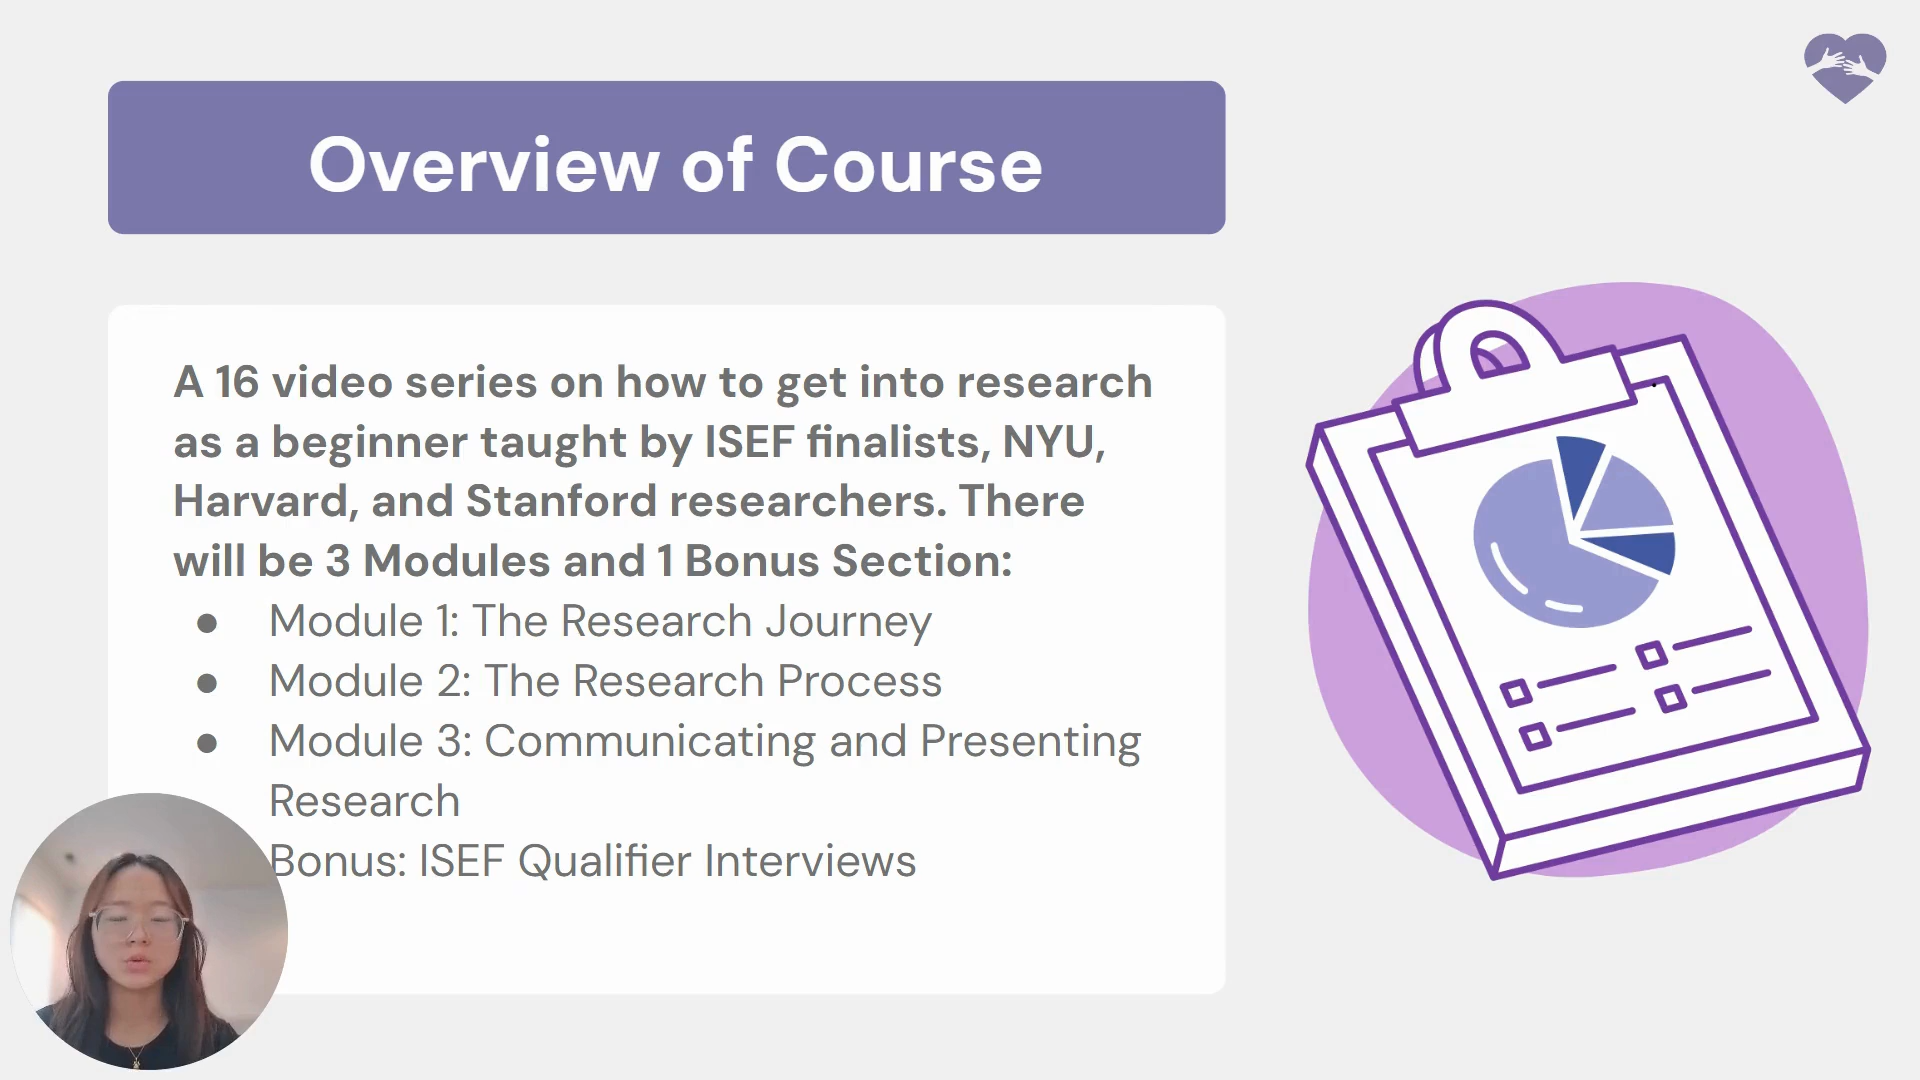 Overview of Course
A 16 video series on how to get into research
as a beginner taught by ISEF finalists, NYU,
Harvard, and Stanford researchers. There
will be 3 Modules and 1 Bonus Section:
● Module 1: The Research Journey
● Module 2: The Research Process
● Module 3: Communicating and Presenting
Research
Bonus: ISEF Qualifier Interviews